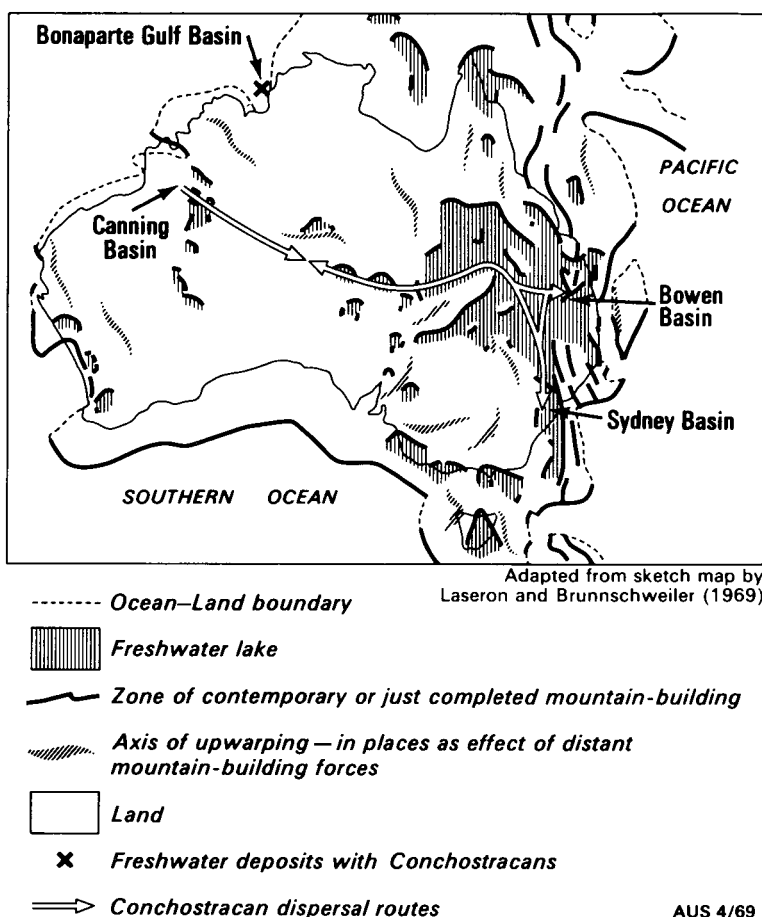 Bonaparte Gulf Basin
PACIFIC
OCEAN
Canning
Basin
Bowen
Basin
Sydney Basin
SOUTHERN OCEAN
Adapted from sketch map by
Laseron and Brunnschweiler (1969)
Ocean–Land boundary
Freshwater lake
Zone of contemporary or just completed mountain-building
Axis of upwarping — in places as effect of distant
mountain-building forces
Land
Freshwater deposits with Conchostracans
Conchostracan dispersal routes
AUS 4/69